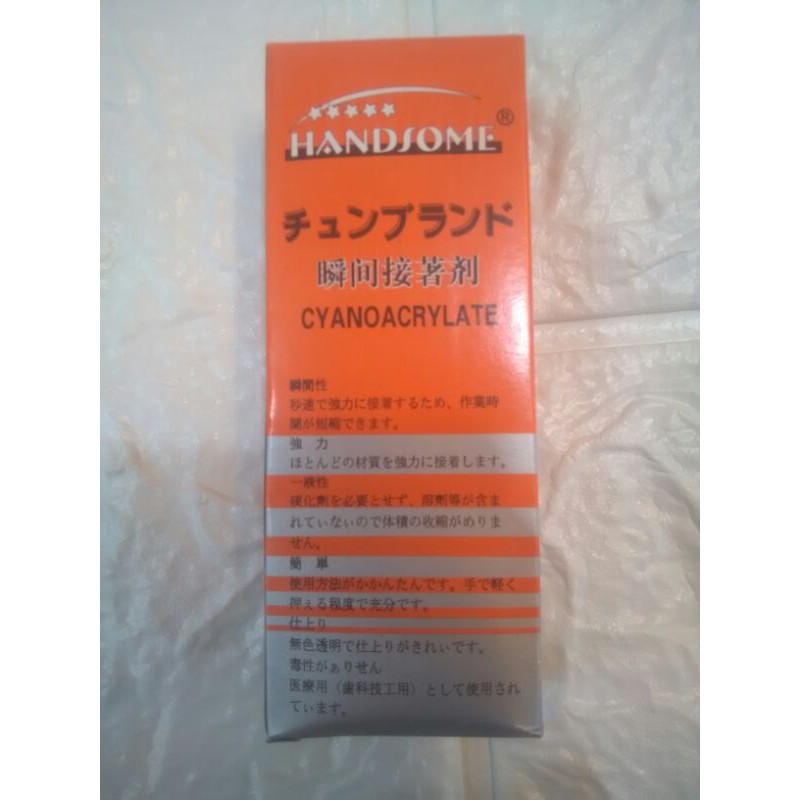 HANDSOME®
チュンブランド
瞬间接著剂
CYANOACRYLATE
瞬間性
秒速で強力に接着するため、作業時
間が短縮できます。
強 力
ほとんどの材質を強力に接着します。
一液性
硬化劑を必要とせず、溶劑等が含ま
れていないので体積の收縮がめりま
せん。
簡 単
使用方法がかかんたんです。手で軽く
押える程度で充分です。
仕上り
無色透明で仕上りがきれいです。
毒性がぁりせん
医療用(歯科技工用)として使用され
ています。